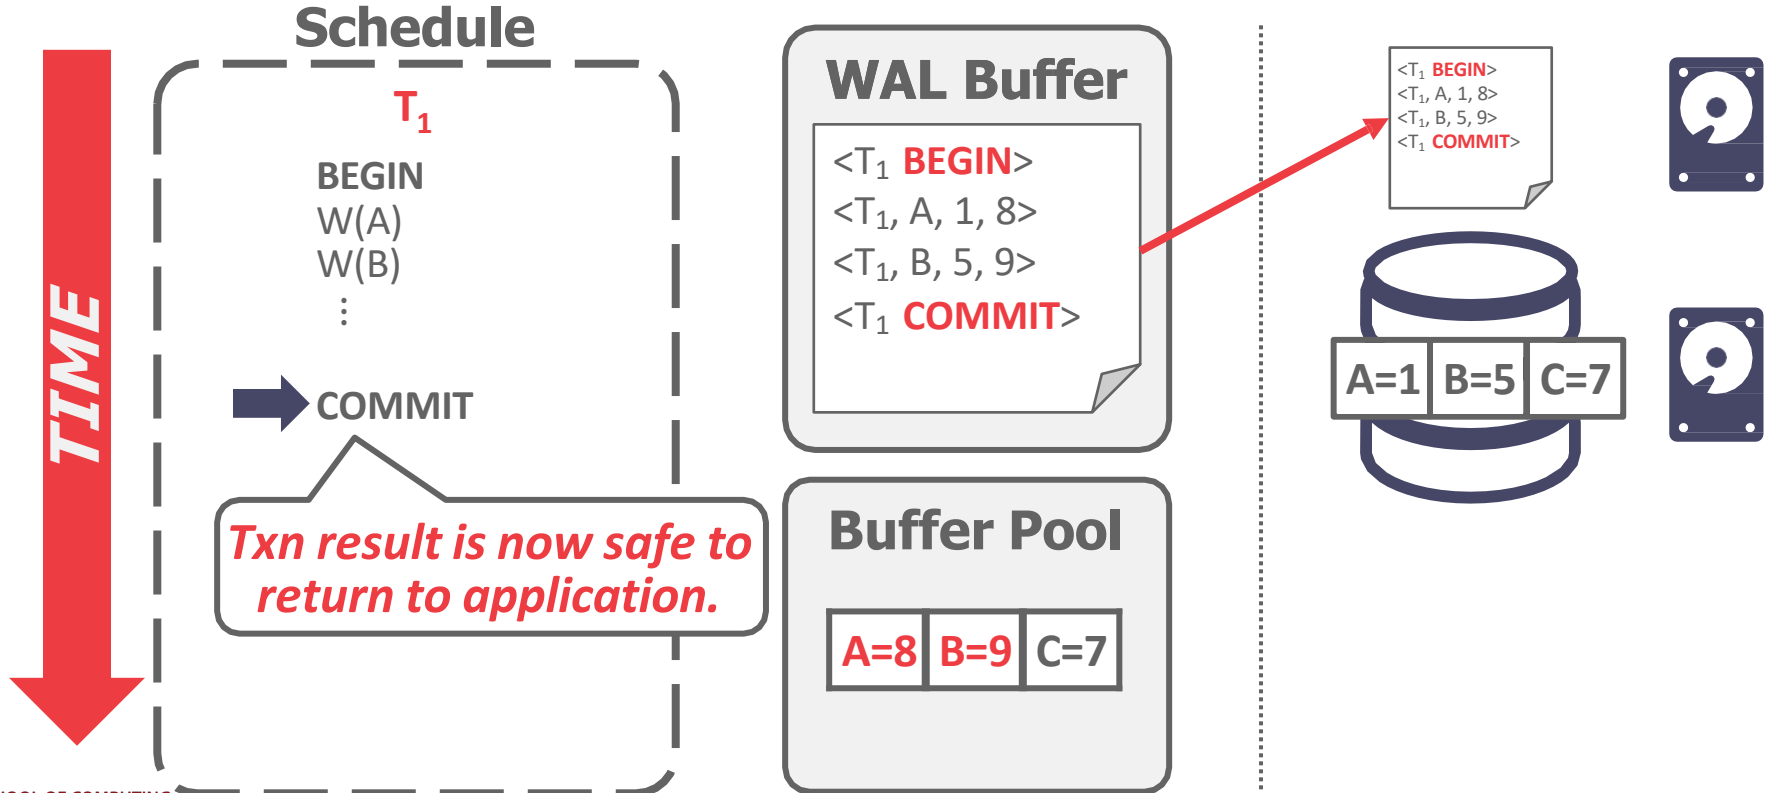 Schedule
T₁
BEGIN
W(A)
W(B)
⋮
COMMIT
Txn result is now safe to
return to application.
TIME
WAL Buffer
<T₁ BEGIN>
<T₁, A, 1, 8>
<T₁, B, 5, 9>
<T₁ COMMIT>
Buffer Pool
A=8 B=9 C=7
<T₁ BEGIN>
<T₁, A, 1, 8>
<T₁, B, 5, 9>
<T₁ COMMIT>
A=1 B=5 C=7
OF COMPUTING